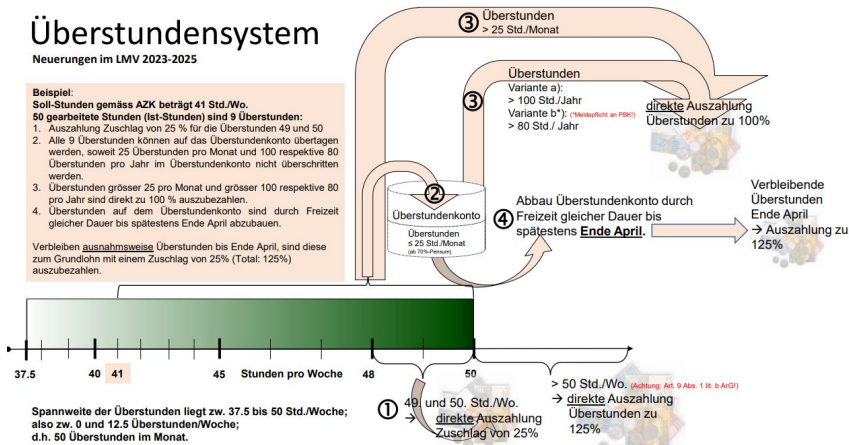 Überstundensystem
Neuerungen im LMV 2023-2025
Beispiel:
Soll-Stunden gemäss AZK beträgt 41 Std./Wo.
50 gearbeitete Stunden (Ist-Stunden) sind 9 Überstunden:
1. Auszahlung Zuschlag von 25 % für die Überstunden 49 und 50
2. Alle 9 Überstunden können auf das Überstundenkonto übertagen
werden, soweit 25 Überstunden pro Monat und 100 respektive 80
Überstunden pro Jahr im Überstundenkonto nicht überschritten
werden.
3. Überstunden grösser 25 pro Monat und grösser 100 respektive 80
pro Jahr sind direkt zu 100 % auszubezahlen.
4. Überstunden auf dem Überstundenkonto sind durch Freizeit
gleicher Dauer bis spätestens Ende April abzubauen.
Verbleiben ausnahmsweise Überstunden bis Ende April, sind diese
zum Grundlohn mit einem Zuschlag von 25% (Total: 125%)
auszubezahlen.
③ Überstunden
> 25 Std./Monat
③ Überstunden
Variante a):
> 100 Std./Jahr
Variante b*): (*Meldepflicht an PBK!)
> 80 Std./ Jahr
direkte Auszahlung
Überstunden zu 100%
②
Überstundenkonto
Überstunden
≤ 25 Std./Monat
(ab 70%-Pensum)
④ Abbau Überstundenkonto durch
Freizeit gleicher Dauer bis
spätestens Ende April.
Verbleibende
Überstunden
Ende April
→ Auszahlung zu
125%
37.5 40 41 45 Stunden pro Woche 48 50
Spannweite der Überstunden liegt zw. 37.5 bis 50 Std./Woche;
also zw. 0 und 12.5 Überstunden/Woche;
d.h. 50 Überstunden im Monat.
① 49. und 50. Std./Wo.
→ direkte Auszahlung
Zuschlag von 25%
> 50 Std./Wo. (Achtung: Art. 9 Abs. 1 lit. b ArG!)
→ direkte Auszahlung
Überstunden zu
125%